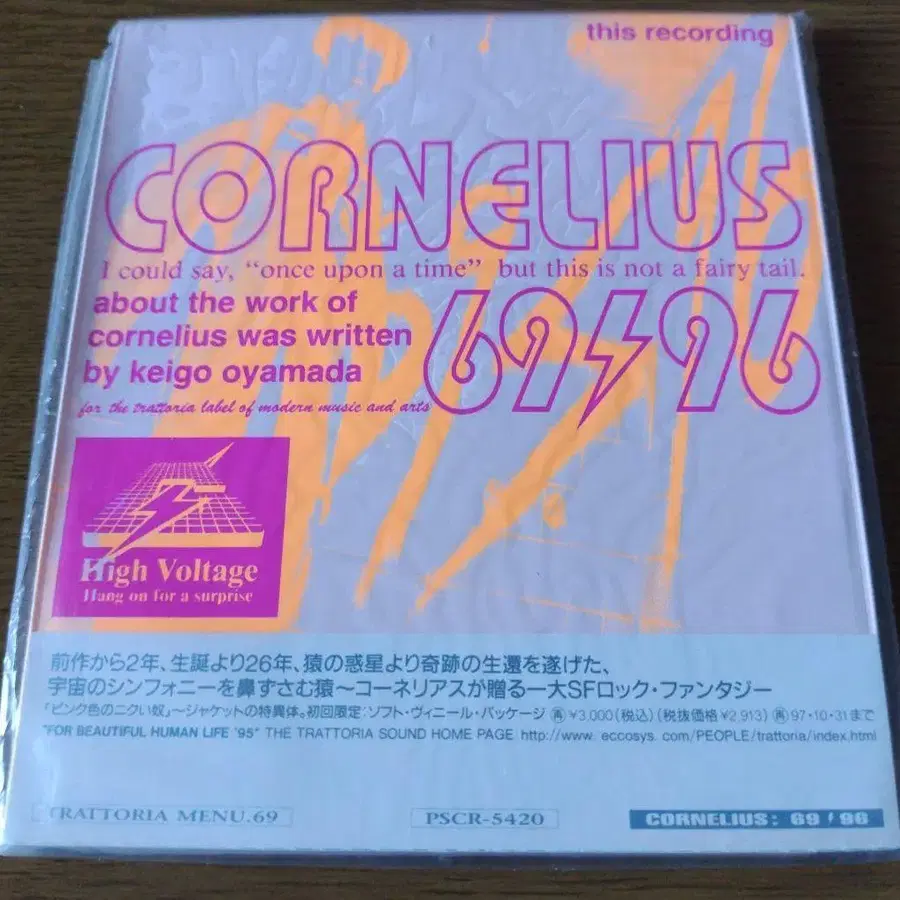 this recording
CORNELIUS
I could say, “once upon a time” but this is not a fairy tail.
about the work of
cornelius was written
by keigo oyamada
69⚡96
for the trattoria label of modern music and arts
High Voltage
Hang on for a surprise
前作から2年、生誕より26年、猿の惑星より奇跡の生還を遂げた、
宇宙のシンフォニーを鼻ずさむ猿〜コーネリアスが贈る一大SFロック・ファンタジー
「ピンク色のニクい奴」〜ジャケットの特異体。初回限定:ソフト・ヴィニール・パッケージ 再 ¥3,000(税込)(税抜価格 ¥2,913) 再 97・10・31まで
"FOR BEAUTIFUL HUMAN LIFE '95" THE TRATTORIA SOUND HOME PAGE http://www. eccosys. com/PEOPLE/trattoria/index.html
TRATTORIA MENU.69 PSCR-5420 CORNELIUS: 69⚡96